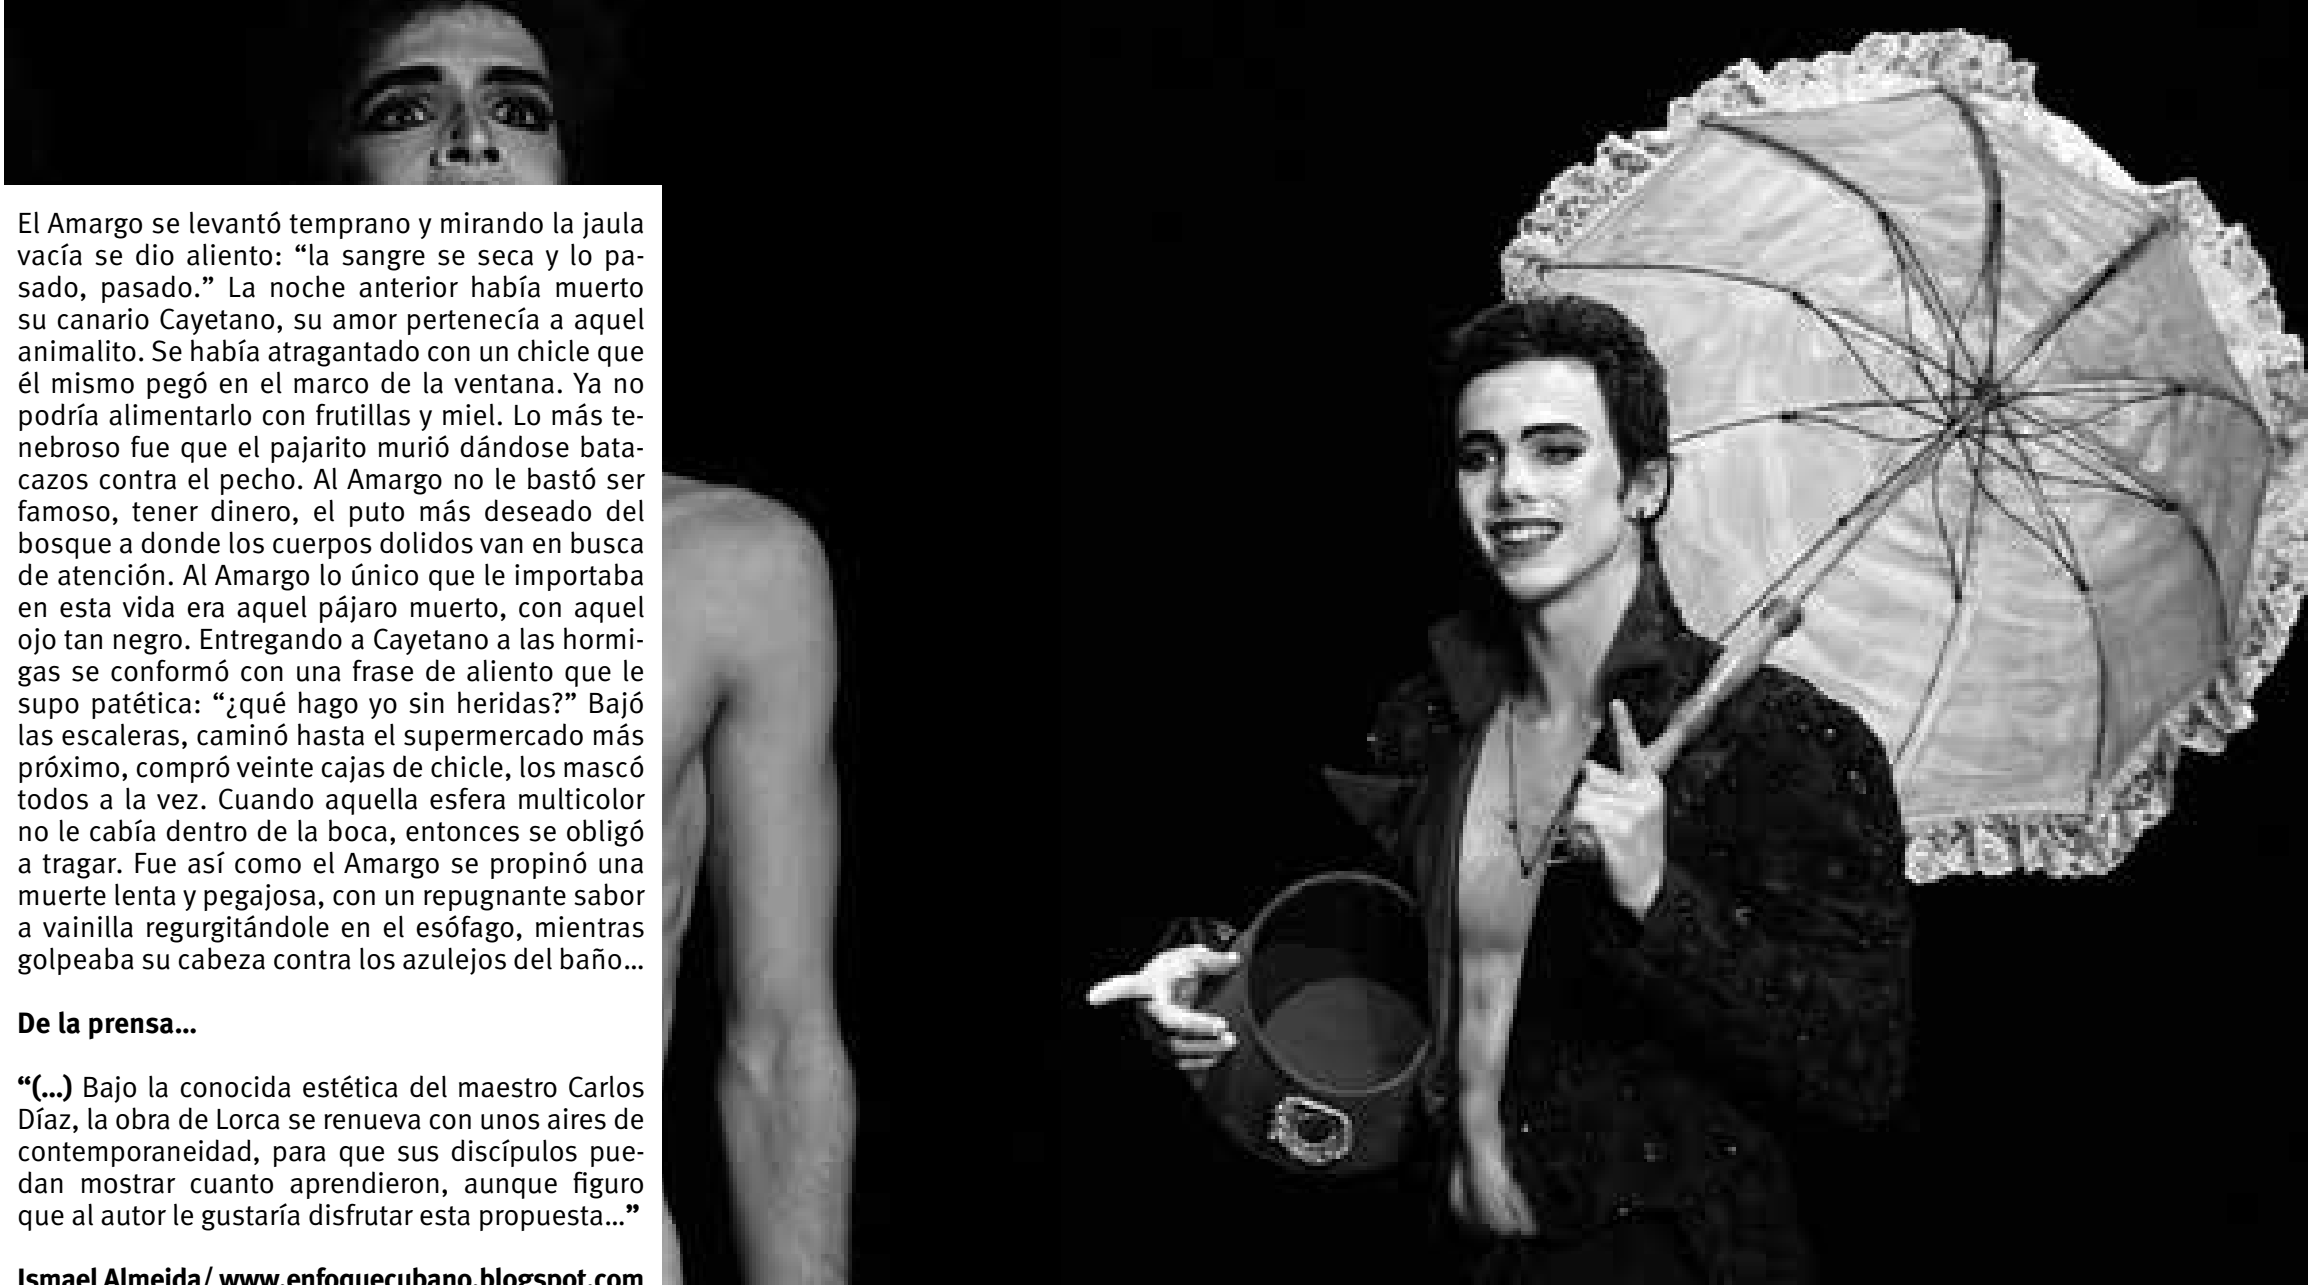 El Amargo se levantó temprano y mirando la jaula
vacía se dio aliento: “la sangre se seca y lo pa-
sado, pasado.” La noche anterior había muerto
su canario Cayetano, su amor pertenecía a aquel
animalito. Se había atragantado con un chicle que
él mismo pegó en el marco de la ventana. Ya no
podría alimentarlo con frutillas y miel. Lo más te-
nebroso fue que el pajarito murió dándose bata-
cazos contra el pecho. Al Amargo no le bastó ser
famoso, tener dinero, el puto más deseado del
bosque a donde los cuerpos dolidos van en busca
de atención. Al Amargo lo único que le importaba
en esta vida era aquel pájaro muerto, con aquel
ojo tan negro. Entregando a Cayetano a las hormi-
gas se conformó con una frase de aliento que le
supo patética: “¿qué hago yo sin heridas?” Bajó
las escaleras, caminó hasta el supermercado más
próximo, compró veinte cajas de chicle, los mascó
todos a la vez. Cuando aquella esfera multicolor
no le cabía dentro de la boca, entonces se obligó
a tragar. Fue así como el Amargo se propinó una
muerte lenta y pegajosa, con un repugnante sabor
a vainilla regurgitándole en el esófago, mientras
golpeaba su cabeza contra los azulejos del baño…
De la prensa…
“(…) Bajo la conocida estética del maestro Carlos
Díaz, la obra de Lorca se renueva con unos aires de
contemporaneidad, para que sus discípulos pue-
dan mostrar cuanto aprendieron, aunque figuro
que al autor le gustaría disfrutar esta propuesta…”
Ismael Almeida/ www.enfoquecubano.blogspot.com